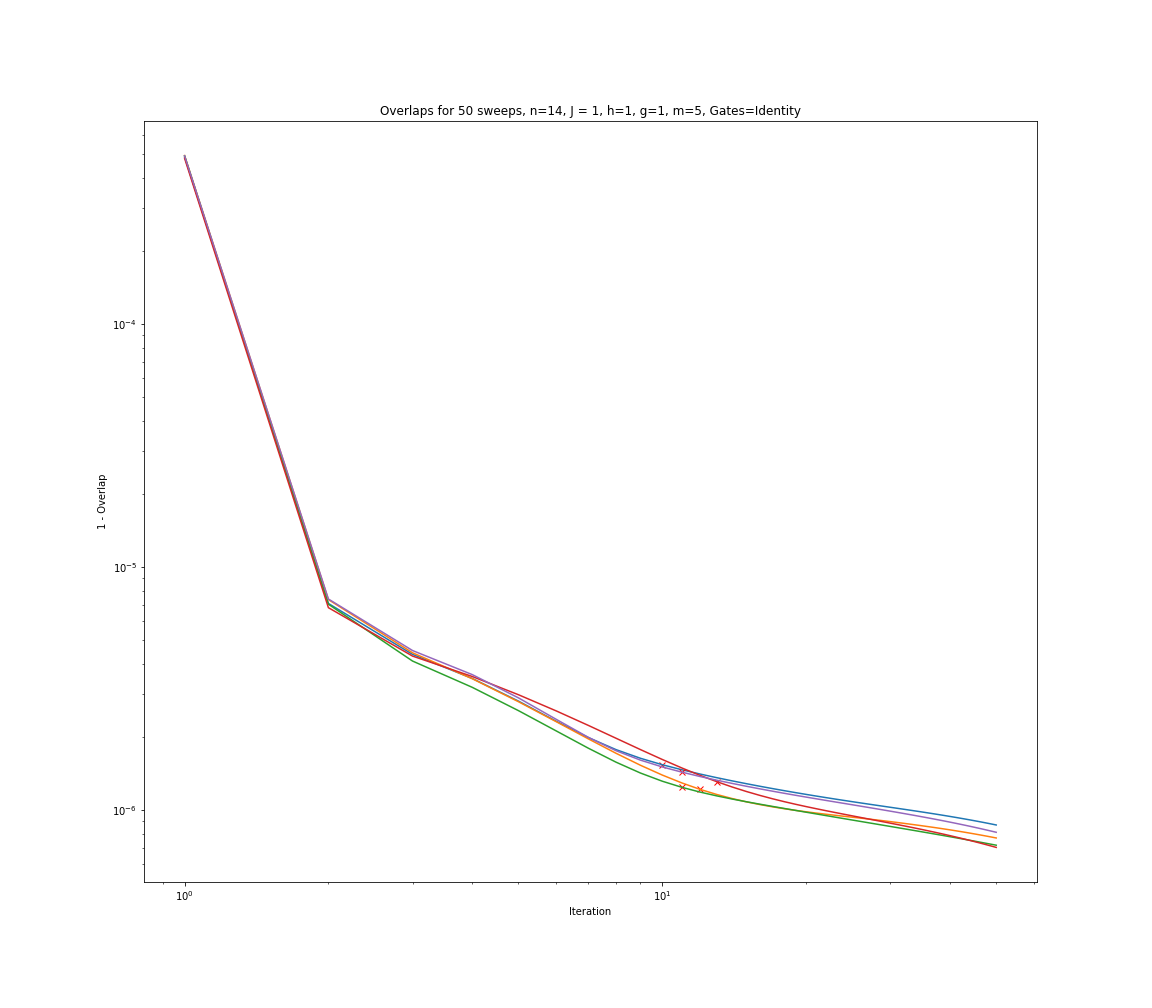 Overlaps for 50 sweeps, n=14, J = 1, h=1, g=1, m=5, Gates=Identity
10⁻⁴
1 - Overlap
10⁻⁵
10⁻⁶
10⁰ 10¹
Iteration